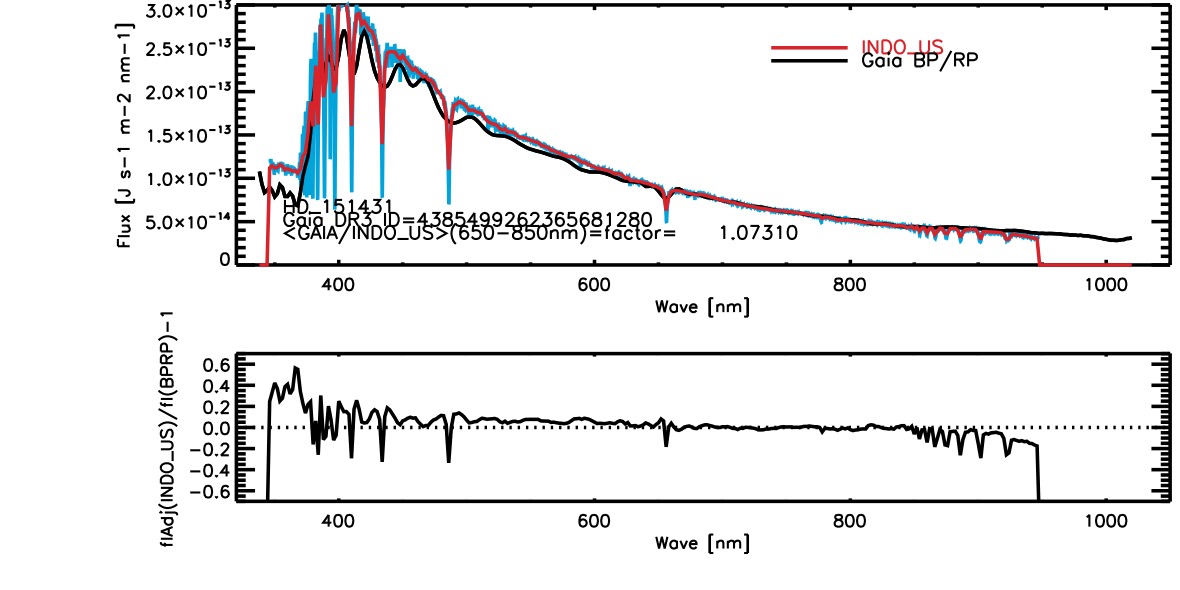 3.0×10⁻¹³
2.5×10⁻¹³
2.0×10⁻¹³
1.5×10⁻¹³
1.0×10⁻¹³
5.0×10⁻¹⁴
0
Flux [J s−1 m−2 nm−1]
INDO_US
Gaia BP/RP
HD_151431
Gaia DR3 ID=4385499262365681280
<GAIA/INDO_US>(650−850nm)=factor= 1.07310
400 600 800 1000
Wave [nm]
0.6
0.4
0.2
0.0
−0.2
−0.4
−0.6
flAdj(INDO_US)/fl(BPRP)−1
400 600 800 1000
Wave [nm]